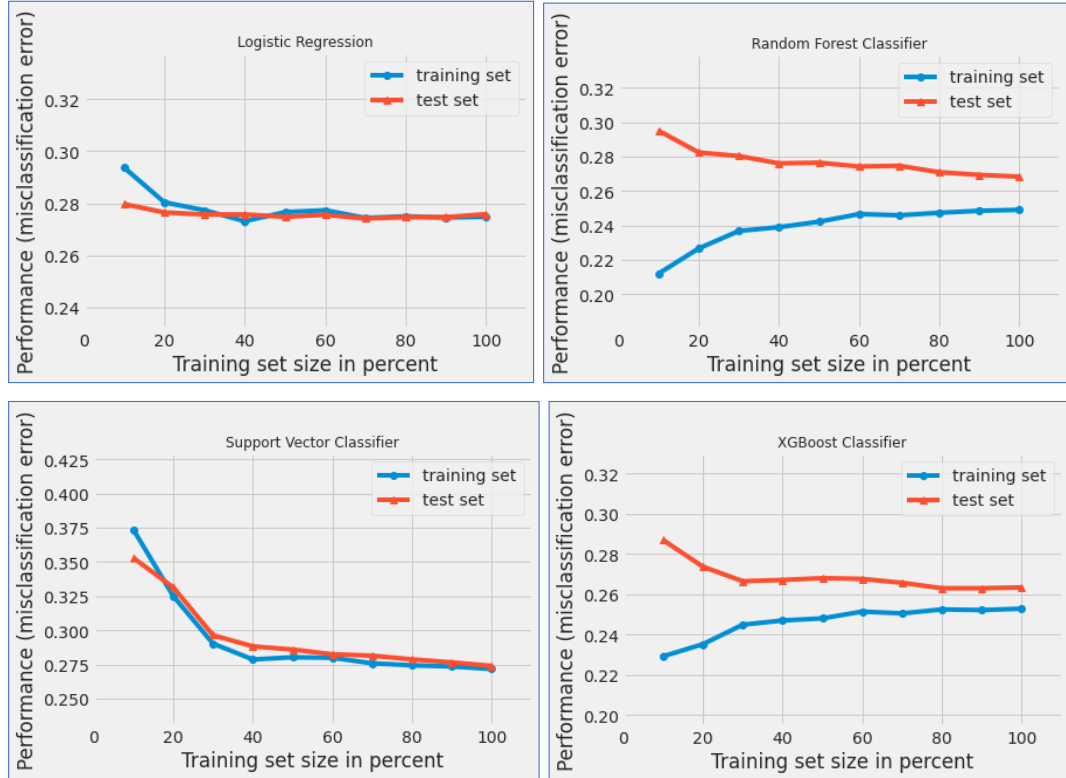 Logistic Regression
Performance (misclassification error)
training set
test set
0.32
0.30
0.28
0.26
0.24
0 20 40 60 80 100
Training set size in percent
Random Forest Classifier
Performance (misclassification error)
training set
test set
0.32
0.30
0.28
0.26
0.24
0.22
0.20
0 20 40 60 80 100
Training set size in percent
Support Vector Classifier
Performance (misclassification error)
training set
test set
0.425
0.400
0.375
0.350
0.325
0.300
0.275
0.250
0 20 40 60 80 100
Training set size in percent
XGBoost Classifier
Performance (misclassification error)
training set
test set
0.32
0.30
0.28
0.26
0.24
0.22
0.20
0 20 40 60 80 100
Training set size in percent